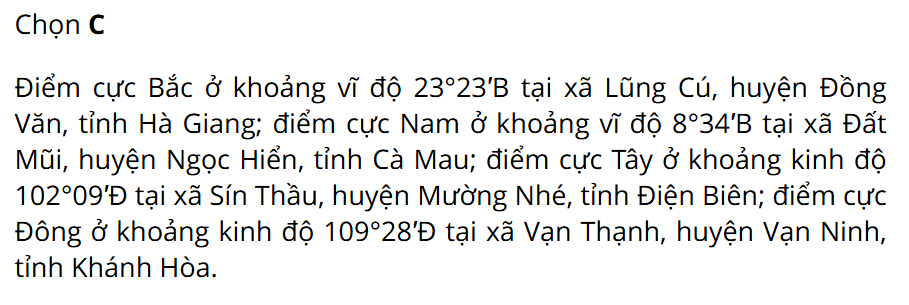 Chọn C
Điểm cực Bắc ở khoảng vĩ độ 23°23′B tại xã Lũng Cú, huyện Đồng
Văn, tỉnh Hà Giang; điểm cực Nam ở khoảng vĩ độ 8°34′B tại xã Đất
Mũi, huyện Ngọc Hiển, tỉnh Cà Mau; điểm cực Tây ở khoảng kinh độ
102°09′Đ tại xã Sín Thầu, huyện Mường Nhé, tỉnh Điện Biên; điểm cực
Đông ở khoảng kinh độ 109°28′Đ tại xã Vạn Thạnh, huyện Vạn Ninh,
tỉnh Khánh Hòa.